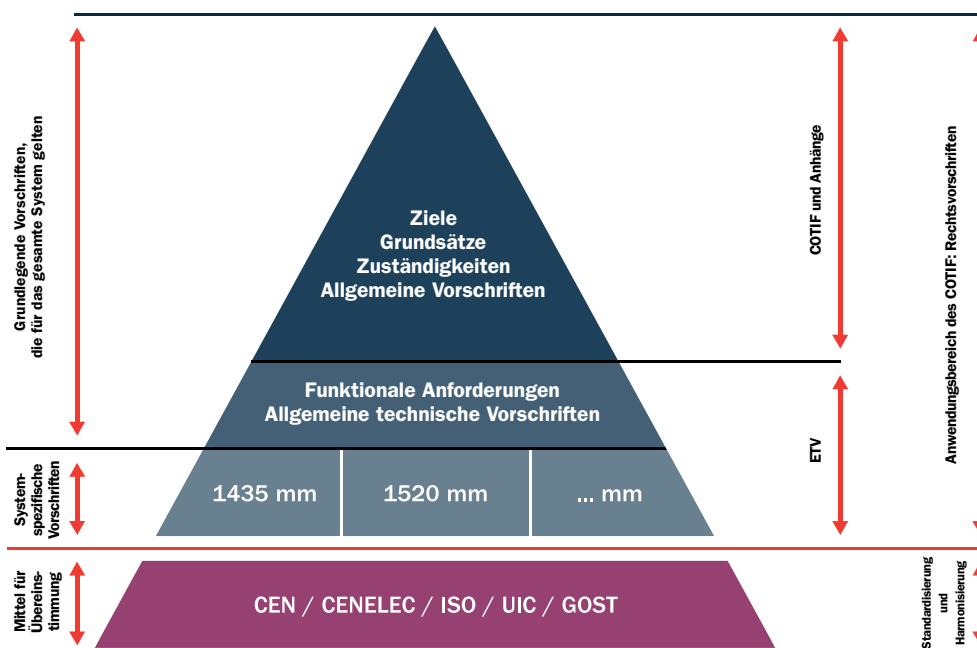 Grundlegende Vorschriften,
die für das gesamte System gelten
Ziele
Grundsätze
Zuständigkeiten
Allgemeine Vorschriften
COTIF und Anhänge
Anwendungsbereich des COTIF: Rechtsvorschriften
Funktionale Anforderungen
Allgemeine technische Vorschriften
ETV
System-
spezifische
Vorschriften
1435 mm
1520 mm
... mm
Mittel für
Übereins-
timmung
CEN / CENELEC / ISO / UIC / GOST
Standardisierung
und
Harmonisierung